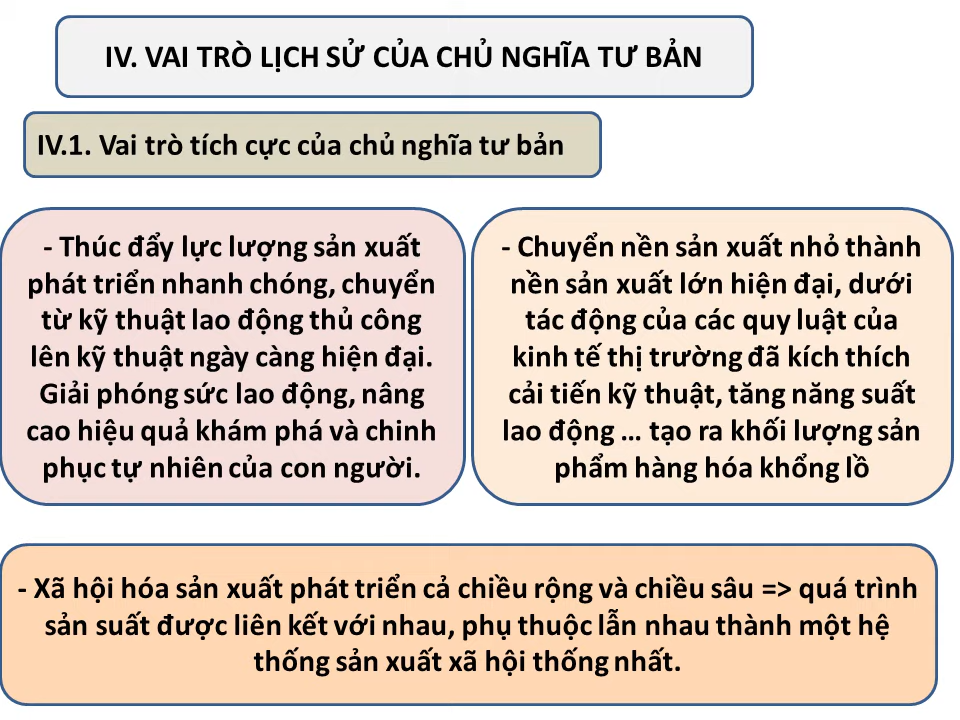 IV. VAI TRÒ LỊCH SỬ CỦA CHỦ NGHĨA TƯ BẢN
IV.1. Vai trò tích cực của chủ nghĩa tư bản
- Thúc đẩy lực lượng sản xuất
phát triển nhanh chóng, chuyển
từ kỹ thuật lao động thủ công
lên kỹ thuật ngày càng hiện đại.
Giải phóng sức lao động, nâng
cao hiệu quả khám phá và chinh
phục tự nhiên của con người.
- Chuyển nền sản xuất nhỏ thành
nền sản xuất lớn hiện đại, dưới
tác động của các quy luật của
kinh tế thị trường đã kích thích
cải tiến kỹ thuật, tăng năng suất
lao động ... tạo ra khối lượng sản
phẩm hàng hóa khổng lồ
- Xã hội hóa sản xuất phát triển cả chiều rộng và chiều sâu => quá trình
sản suất được liên kết với nhau, phụ thuộc lẫn nhau thành một hệ
thống sản xuất xã hội thống nhất.